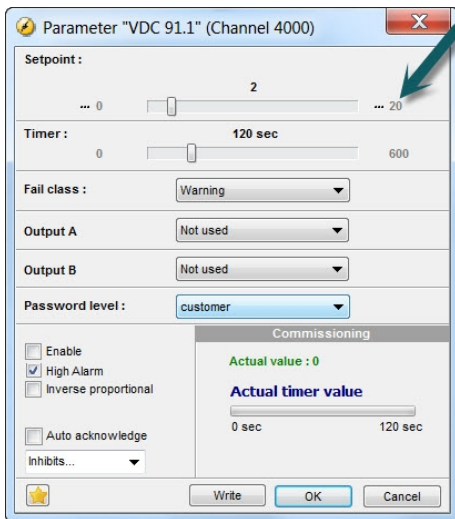 Parameter "VDC 91.1" (Channel 4000)
X
Setpoint :
2
... 0 ... 20
Timer : 120 sec
0 600
Fail class : Warning
Output A Not used
Output B Not used
Password level : customer
Commissioning
Enable
High Alarm
Inverse proportional
Auto acknowledge
Inhibits...
Actual value : 0
Actual timer value
0 sec 120 sec
Write OK Cancel